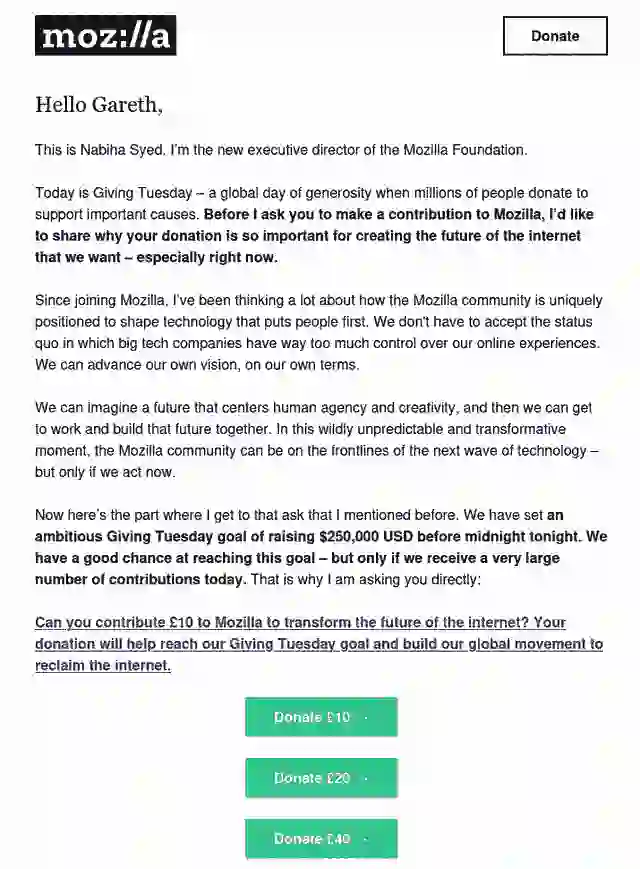 moz://a
Donate
Hello Gareth,
This is Nabiha Syed, I'm the new executive director of the Mozilla Foundation.
Today is Giving Tuesday – a global day of generosity when millions of people donate to
support important causes. Before I ask you to make a contribution to Mozilla, I'd like
to share why your donation is so important for creating the future of the internet
that we want – especially right now.
Since joining Mozilla, I've been thinking a lot about how the Mozilla community is uniquely
positioned to shape technology that puts people first. We don't have to accept the status
quo in which big tech companies have way too much control over our online experiences.
We can advance our own vision, on our own terms.
We can imagine a future that centers human agency and creativity, and then we can get
to work and build that future together. In this wildly unpredictable and transformative
moment, the Mozilla community can be on the frontlines of the next wave of technology –
but only if we act now.
Now here's the part where I get to that ask that I mentioned before. We have set an
ambitious Giving Tuesday goal of raising $250,000 USD before midnight tonight. We
have a good chance at reaching this goal – but only if we receive a very large
number of contributions today. That is why I am asking you directly:
Can you contribute £10 to Mozilla to transform the future of the internet? Your
donation will help reach our Giving Tuesday goal and build our global movement to
reclaim the internet.
Donate £10
Donate £20
Donate £40